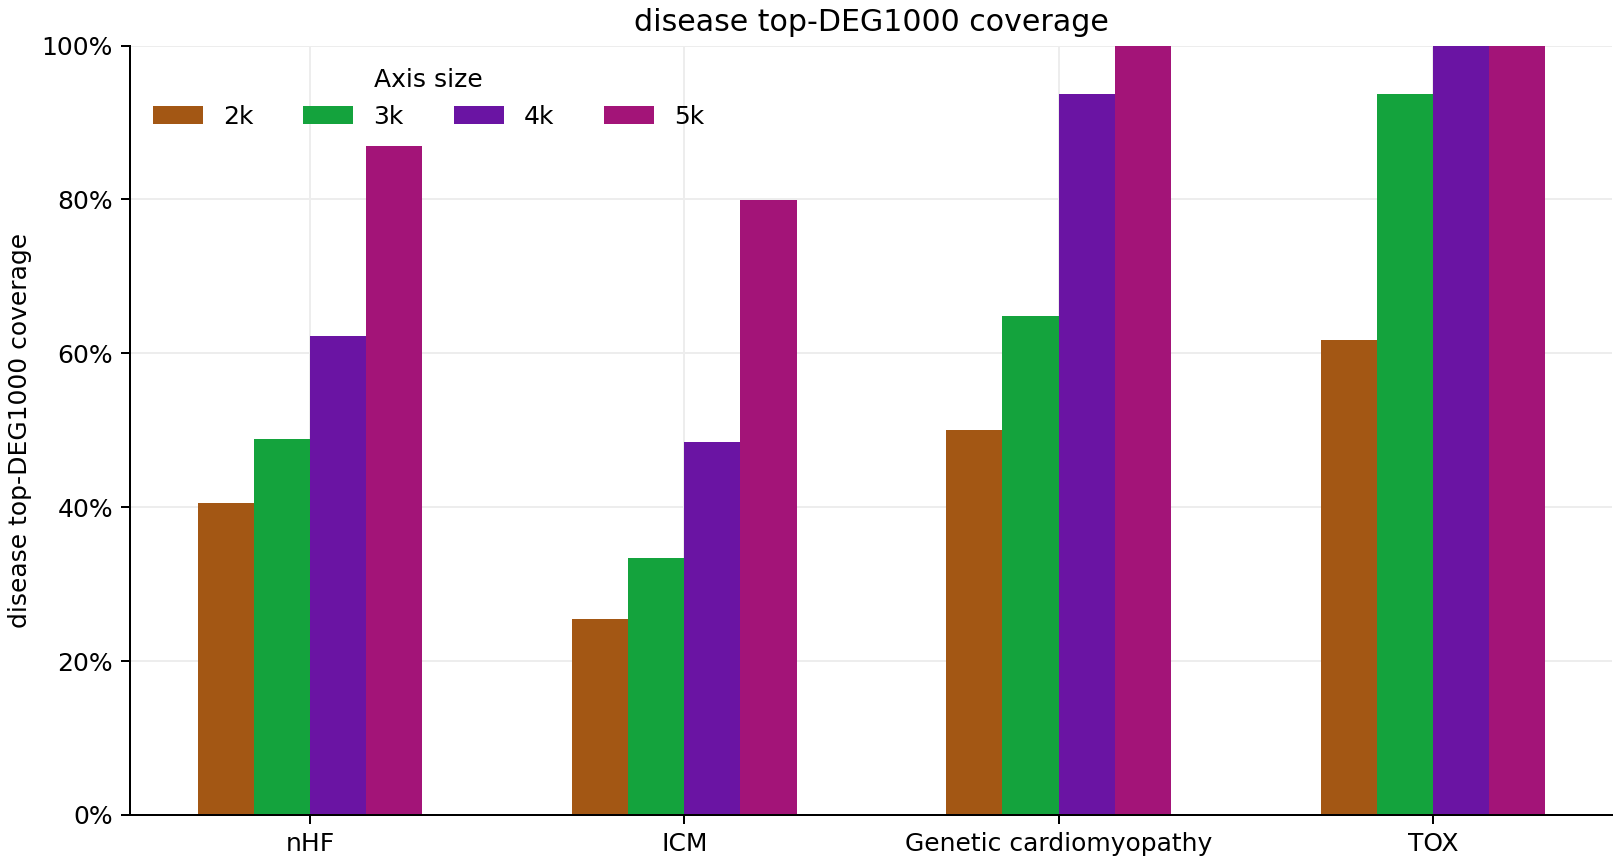 disease top-DEG1000 coverage
disease top-DEG1000 coverage
100%
80%
60%
40%
20%
0%
Axis size
2k 3k 4k 5k
nHF ICM Genetic cardiomyopathy TOX